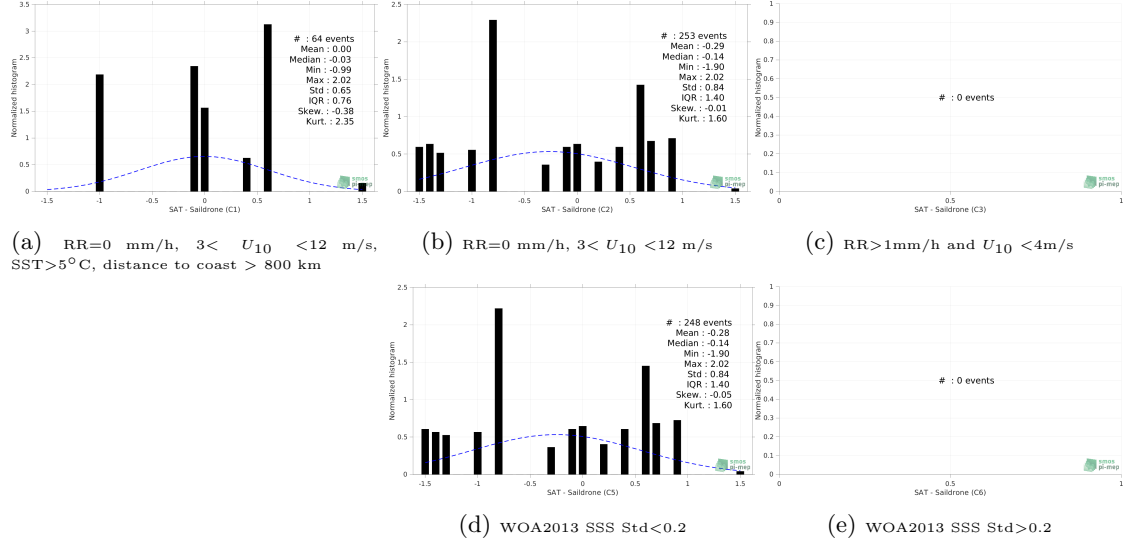 3.5
3
2.5
2
1.5
1
0.5
0
Normalized histogram
-1.5 -1 -0.5 0 0.5 1 1.5
SAT - Saildrone (C1)
# : 64 events
Mean : 0.00
Median : -0.03
Min : -0.99
Max : 2.02
Std : 0.65
IQR : 0.76
Skew. : -0.38
Kurt. : 2.35
smos
pi-mep
(a) RR=0 mm/h, 3< U10 <12 m/s,
SST>5°C, distance to coast > 800 km
2.5
2
1.5
1
0.5
0
Normalized histogram
-1.5 -1 -0.5 0 0.5 1 1.5
SAT - Saildrone (C2)
# : 253 events
Mean : -0.29
Median : -0.14
Min : -1.90
Max : 2.02
Std : 0.84
IQR : 1.40
Skew. : -0.01
Kurt. : 1.60
smos
pi-mep
(b) RR=0 mm/h, 3< U10 <12 m/s
1
0.9
0.8
0.7
0.6
0.5
0.4
0.3
0.2
0.1
0
Normalized histogram
0 0.5 1
SAT - Saildrone (C3)
# : 0 events
smos
pi-mep
(c) RR>1mm/h and U10 <4m/s
2.5
2
1.5
1
0.5
0
Normalized histogram
-1.5 -1 -0.5 0 0.5 1 1.5
SAT - Saildrone (C5)
# : 248 events
Mean : -0.28
Median : -0.14
Min : -1.90
Max : 2.02
Std : 0.84
IQR : 1.40
Skew. : -0.05
Kurt. : 1.60
smos
pi-mep
(d) WOA2013 SSS Std<0.2
1
0.9
0.8
0.7
0.6
0.5
0.4
0.3
0.2
0.1
0
Normalized histogram
0 0.5 1
SAT - Saildrone (C6)
# : 0 events
smos
pi-mep
(e) WOA2013 SSS Std>0.2